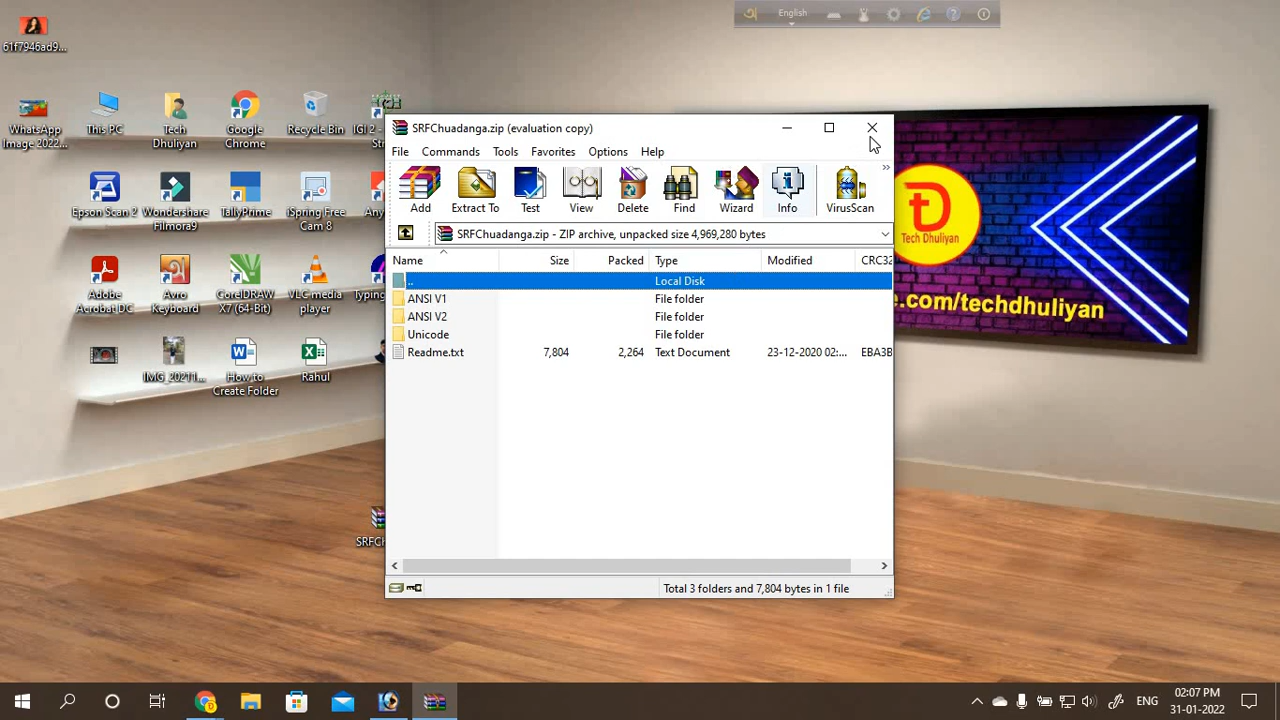 English
61f7946ad9...
WhatsApp
Image 2022...
This PC
Tech
Dhuliyan
Google
Chrome
Recycle Bin
IGI 2 -
Epson Scan 2
Wondershare
Filmora9
TallyPrime
iSpring Free
Cam 8
Adobe
Acrobat DC
Avro
Keyboard
CorelDRAW
X7 (64-Bit)
VLC media
player
IMG_202111...
How to
Create Folder
Rahul
SRFChuadanga.zip (evaluation copy)
File Commands Tools Favorites Options Help
Add Extract To Test View Delete Find Wizard Info VirusScan
»
SRFChuadanga.zip - ZIP archive, unpacked size 4,969,280 bytes
Name Size Packed Type Modified CRC32
.. Local Disk
ANSI V1 File folder
ANSI V2 File folder
Unicode File folder
Readme.txt 7,804 2,264 Text Document 23-12-2020 02:... EBA3B
Total 3 folders and 7,804 bytes in 1 file
Tech Dhuliyan
e.com/techdhuliyan
ENG
02:07 PM
31-01-2022